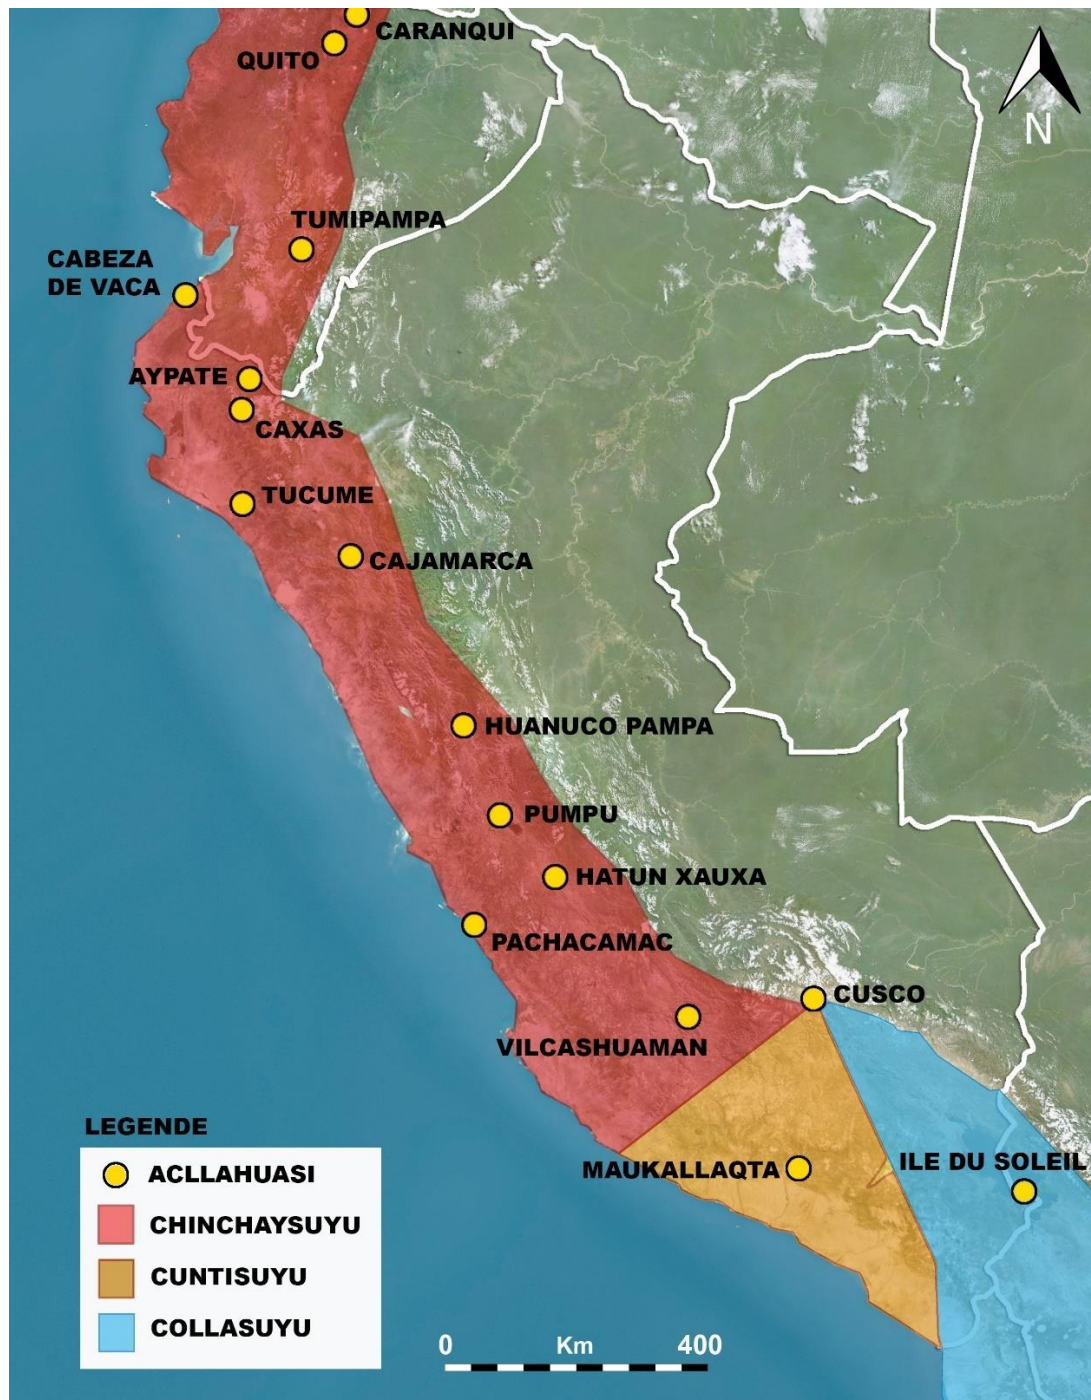 CARANQUI
QUITO
N
TUMIPAMPA
CABEZA
DE VACA
AYPATE
CAXAS
TUCUME
CAJAMARCA
HUANUCO PAMPA
PUMPU
HATUN XAUXA
PACHACAMAC
CUSCO
VILCASHUAMAN
MAUKALLAQTA
ILE DU SOLEIL
LEGENDE
ACLLAHUASI
CHINCHAYSUYU
CUNTISUYU
COLLASUYU
0 Km 400